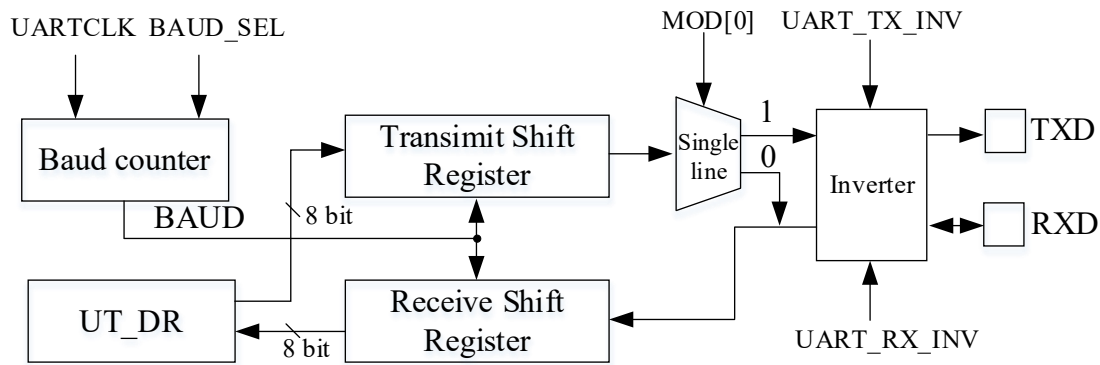 UARTCLK BAUD_SEL
MOD[0]
UART_TX_INV
Baud counter
Transimit Shift
Register
Single
line
1
0
Inverter
TXD
RXD
BAUD
8 bit
UT_DR
Receive Shift
Register
8 bit
UART_RX_INV